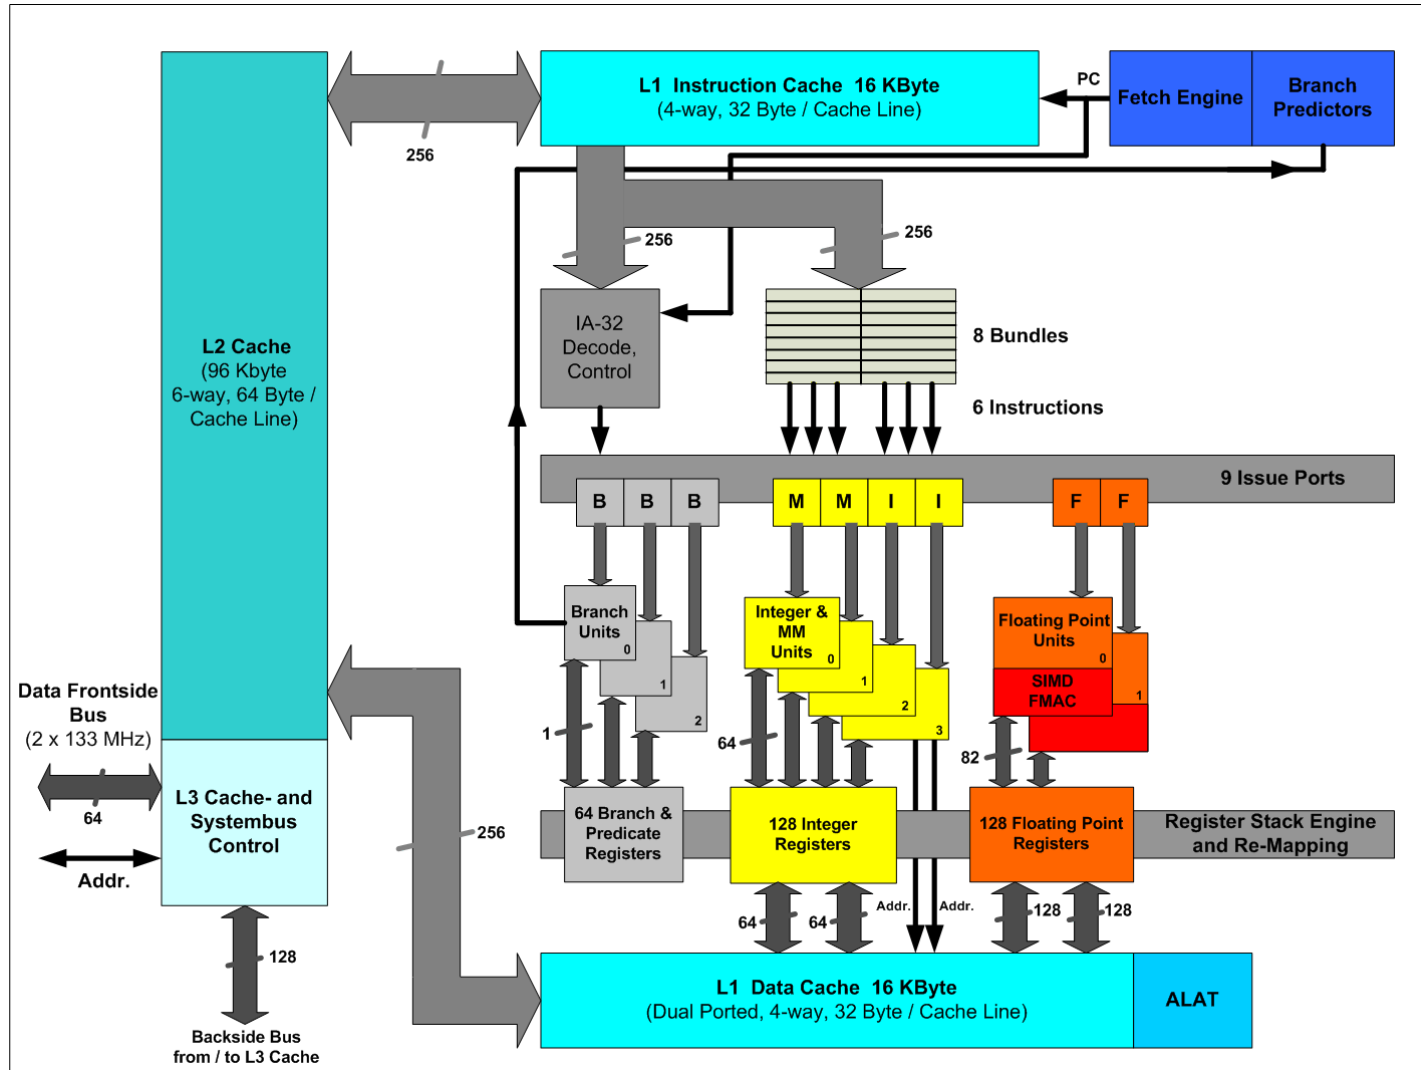 L1  Instruction Cache  16 KByte
(4-way, 32 Byte / Cache Line)
PC
Fetch Engine
Branch
Predictors
256
256
256
L2 Cache
(96 Kbyte
6-way, 64 Byte /
Cache Line)
IA-32
Decode,
Control
8 Bundles
6 Instructions
9 Issue Ports
B
B
B
M
M
I
I
F
F
Branch
Units
0
1
2
Integer &
MM
Units
0
1
2
3
Floating Point
Units
0
SIMD
FMAC
1
1
64
82
Data Frontside
Bus
(2 x 133 MHz)
64
Addr.
L3 Cache- and
Systembus
Control
256
64 Branch &
Predicate
Registers
128 Integer
Registers
128 Floating Point
Registers
Register Stack Engine
and Re-Mapping
64
64
Addr.
Addr.
128
128
128
Backside Bus
from / to L3 Cache
L1  Data Cache  16 KByte
(Dual Ported, 4-way, 32 Byte / Cache Line)
ALAT